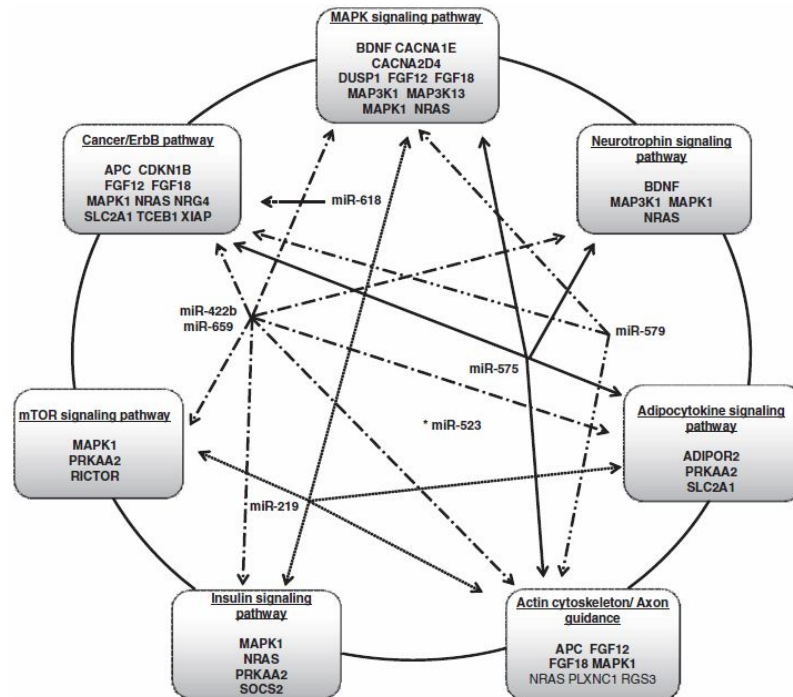 MAPK signaling pathway
BDNF CACNA1E
CACNA2D4
DUSP1 FGF12 FGF18
MAP3K1 MAP3K13
MAPK1 NRAS
Cancer/ErbB pathway
APC CDKN1B
FGF12 FGF18
MAPK1 NRAS NRG4
SLC2A1 TCEB1 XIAP
Neurotrophin signaling
pathway
BDNF
MAP3K1 MAPK1
NRAS
miR-618
miR-422b
miR-659
miR-579
miR-575
mTOR signaling pathway
MAPK1
PRKAA2
RICTOR
* miR-523
Adipocytokine signaling
pathway
ADIPOR2
PRKAA2
SLC2A1
miR-219
Insulin signaling
pathway
MAPK1
NRAS
PRKAA2
SOCS2
Actin cytoskeleton/ Axon
guidance
APC FGF12
FGF18 MAPK1
NRAS PLXNC1 RGS3